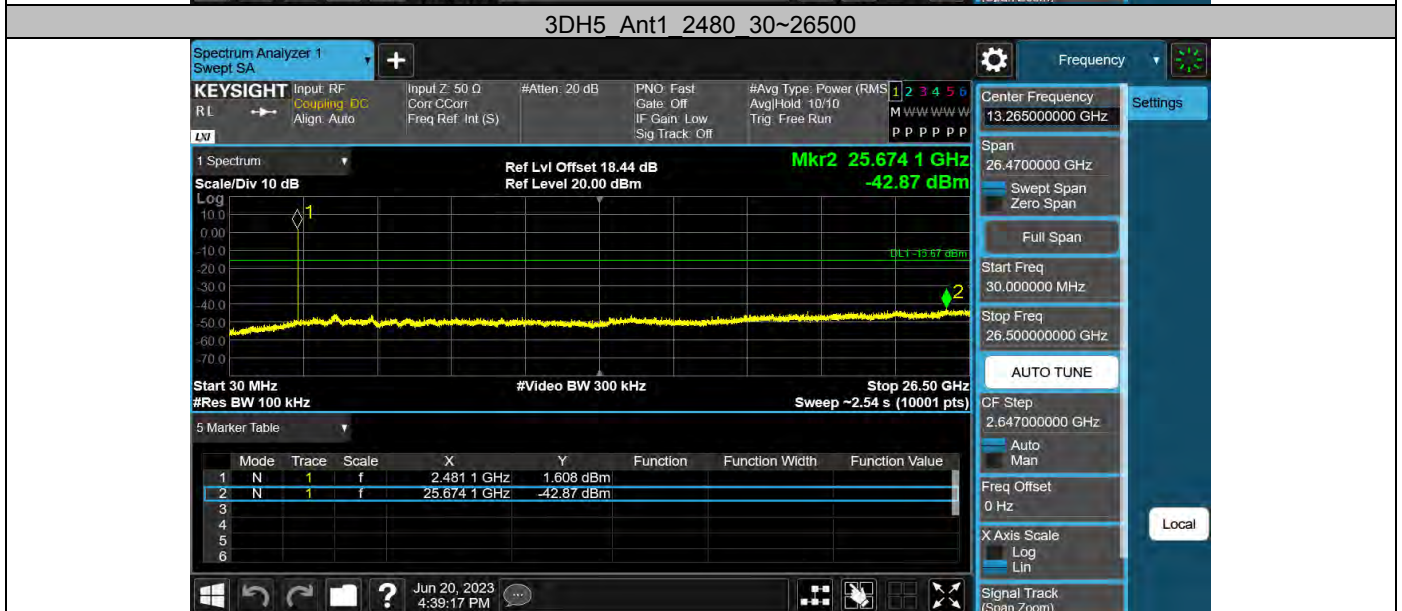 3DH5_Ant1_2480_30~26500
Spectrum Analyzer 1
Swept SA
Frequency
KEYSIGHT
RL
LXI
Input: RF
Coupling: DC
Align: Auto
Input Z: 50 Ω
Corr CCorr
Freq Ref: Int (S)
#Atten: 20 dB
PNO: Fast
Gate: Off
IF Gain: Low
Sig Track: Off
#Avg Type: Power (RMS
Avg|Hold: 10/10
Trig: Free Run
1 2 3 4 5 6
M W W W W W
P P P P P P
1 Spectrum
Scale/Div 10 dB
Log
Ref Lvl Offset 18.44 dB
Ref Level 20.00 dBm
Mkr2 25.674 1 GHz
-42.87 dBm
10.0
0.00
-10.0
-20.0
-30.0
-40.0
-50.0
-60.0
-70.0
1
2
Start 30 MHz
#Res BW 100 kHz
#Video BW 300 kHz
Stop 26.50 GHz
Sweep ~2.54 s (10001 pts)
5 Marker Table
Mode Trace Scale X Y Function Function Width Function Value
1 N 1 f 2.481 1 GHz 1.608 dBm
2 N 1 f 25.674 1 GHz -42.87 dBm
3
4
5
6
?
Jun 20, 2023
4:39:17 PM
Center Frequency
13.265000000 GHz
Settings
Span
26.4700000 GHz
Swept Span
Zero Span
Full Span
Start Freq
30.000000 MHz
Stop Freq
26.500000000 GHz
AUTO TUNE
CF Step
2.647000000 GHz
Auto
Man
Freq Offset
0 Hz
X Axis Scale
Log
Lin
Signal Track
(Span Zoom)
Local